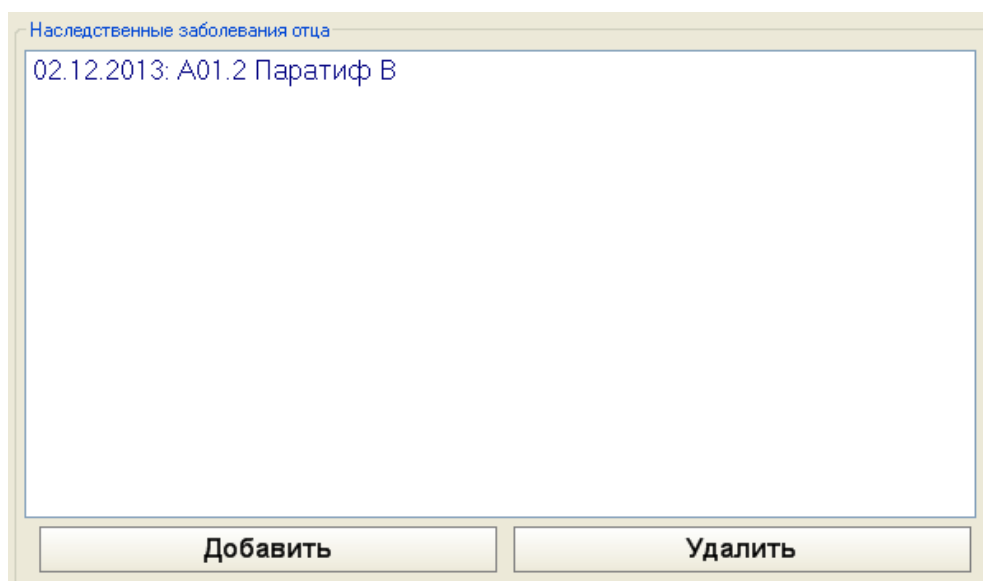 Наследственные заболевания отца
02.12.2013: A01.2 Паратиф B
Добавить
Удалить